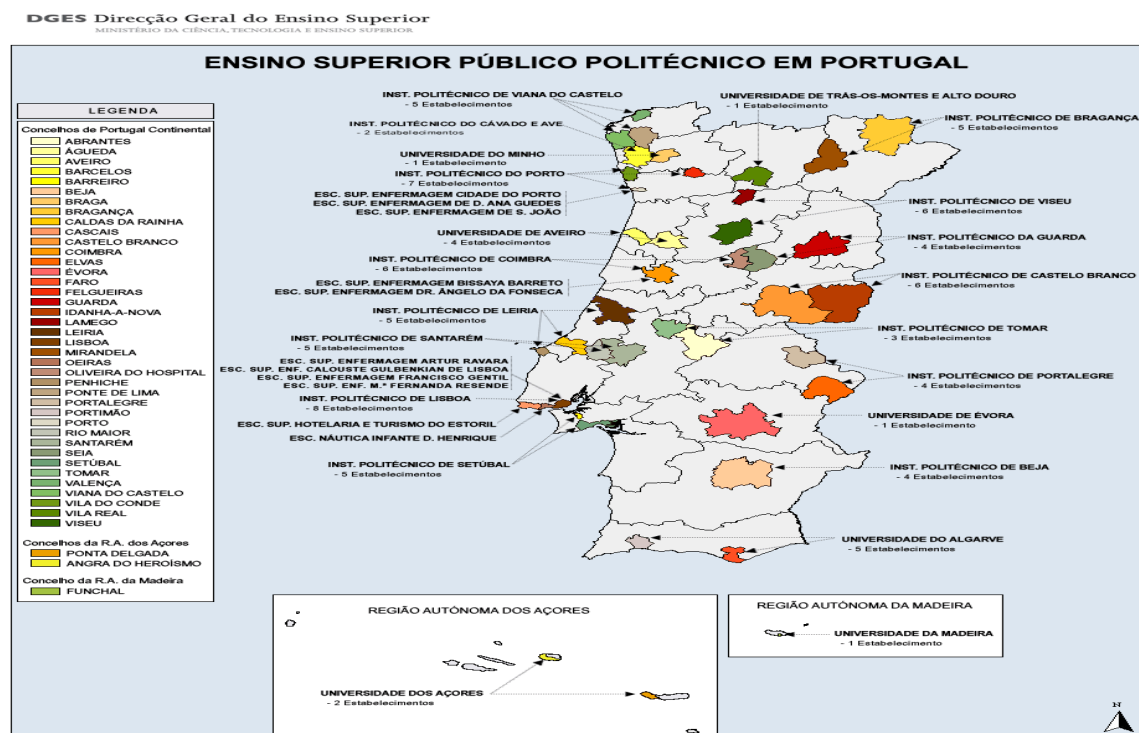 DGES Direcção Geral do Ensino Superior
MINISTÉRIO DA CIÊNCIA, TECNOLOGIA E ENSINO SUPERIOR
ENSINO SUPERIOR PÚBLICO POLITÉCNICO EM PORTUGAL
LEGENDA
Concelhos de Portugal Continental
ABRANTES
ÁGUEDA
AVEIRO
BARCELOS
BARREIRO
BEJA
BRAGA
BRAGANÇA
CALDAS DA RAINHA
CASCAIS
CASTELO BRANCO
COIMBRA
ELVAS
ÉVORA
FARO
FELGUEIRAS
GUARDA
IDANHA-A-NOVA
LAMEGO
LEIRIA
LISBOA
MIRANDELA
OEIRAS
OLIVEIRA DO HOSPITAL
PENHICHE
PONTE DE LIMA
PORTALEGRE
PORTIMÃO
PORTO
RIO MAIOR
SANTARÉM
SEIA
SETÚBAL
TOMAR
VALENÇA
VIANA DO CASTELO
VILA DO CONDE
VILA REAL
VISEU
Concelhos da R.A. dos Açores
PONTA DELGADA
ANGRA DO HEROÍSMO
Concelho da R.A. da Madeira
FUNCHAL
INST. POLITÉCNICO DE VIANA DO CASTELO
- 5 Estabelecimentos
INST. POLITÉCNICO DO CÁVADO E AVE
- 2 Estabelecimentos
UNIVERSIDADE DO MINHO
- 1 Estabelecimento
INST. POLITÉCNICO DO PORTO
- 7 Estabelecimentos
ESC. SUP. ENFERMAGEM CIDADE DO PORTO
ESC. SUP. ENFERMAGEM DE D. ANA GUEDES
ESC. SUP. ENFERMAGEM DE S. JOÃO
UNIVERSIDADE DE AVEIRO
- 4 Estabelecimentos
INST. POLITÉCNICO DE COIMBRA
- 6 Estabelecimentos
ESC. SUP. ENFERMAGEM BISSAYA BARRETO
ESC. SUP. ENFERMAGEM DR. ÂNGELO DA FONSECA
INST. POLITÉCNICO DE LEIRIA
- 5 Estabelecimentos
INST. POLITÉCNICO DE SANTARÉM
- 5 Estabelecimentos
ESC. SUP. ENFERMAGEM ARTUR RAVARA
ESC. SUP. ENF. CALOUSTE GULBENKIAN DE LISBOA
ESC. SUP. ENFERMAGEM FRANCISCO GENTIL
ESC. SUP. ENF. M.ª FERNANDA RESENDE
INST. POLITÉCNICO DE LISBOA
- 8 Estabelecimentos
ESC. SUP. HOTELARIA E TURISMO DO ESTORIL
ESC. NÁUTICA INFANTE D. HENRIQUE
INST. POLITÉCNICO DE SETÚBAL
- 5 Estabelecimentos
UNIVERSIDADE DE TRÁS-OS-MONTES E ALTO DOURO
- 1 Estabelecimento
INST. POLITÉCNICO DE BRAGANÇA
- 5 Estabelecimentos
INST. POLITÉCNICO DE VISEU
- 6 Estabelecimentos
INST. POLITÉCNICO DA GUARDA
- 4 Estabelecimentos
INST. POLITÉCNICO DE CASTELO BRANCO
- 6 Estabelecimentos
INST. POLITÉCNICO DE TOMAR
- 3 Estabelecimentos
INST. POLITÉCNICO DE PORTALEGRE
- 4 Estabelecimentos
UNIVERSIDADE DE ÉVORA
- 1 Estabelecimento
INST. POLITÉCNICO DE BEJA
- 4 Estabelecimentos
UNIVERSIDADE DO ALGARVE
- 5 Estabelecimentos
REGIÃO AUTÓNOMA DOS AÇORES
UNIVERSIDADE DOS AÇORES
- 2 Estabelecimentos
REGIÃO AUTÓNOMA DA MADEIRA
UNIVERSIDADE DA MADEIRA
- 1 Estabelecimento
N